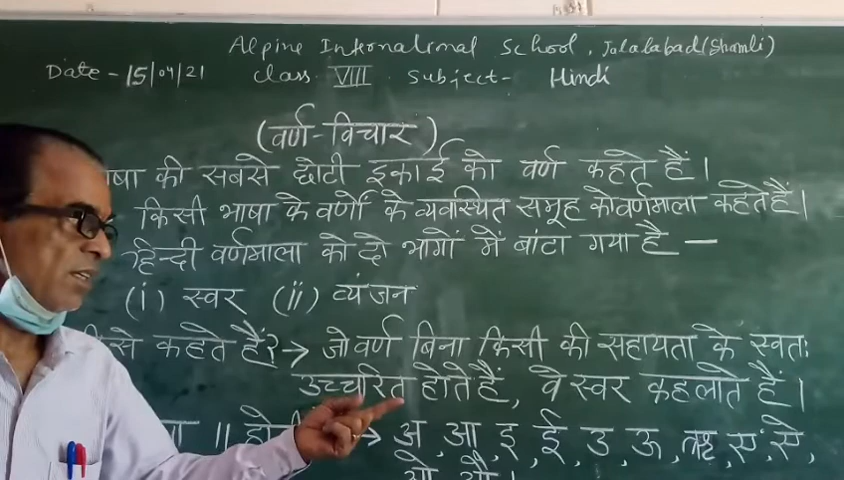 Alpine International School, Jalalabad (Shamli)
Date - 15/04/21 Class VIII Subject - Hindi
(वर्ण-विचार)
षा की सबसे छोटी इकाई को वर्ण कहते हैं।
किसी भाषा के वर्णों के व्यवस्थित समूह को वर्णमाला कहते हैं।
हिन्दी वर्णमाला को दो भागों में बांटा गया है –
(i) स्वर (ii) व्यंजन
किसे कहते हैं? → जो वर्ण बिना किसी की सहायता के स्वतः
उच्चरित होते हैं, वे स्वर कहलाते हैं।
11 → अ, आ, इ, ई, उ, ऊ, ऋ, ए, ऐ,
ओ, औ।